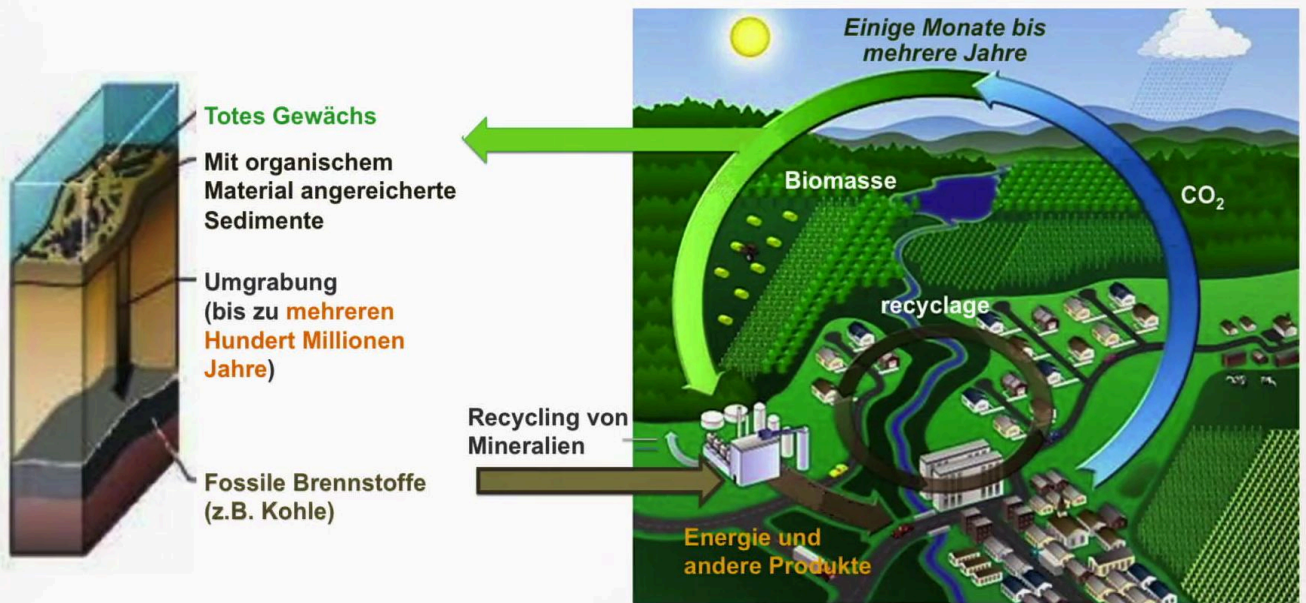 Totes Gewächs
Mit organischem
Material angereicherte
Sedimente
Umgrabung
(bis zu mehreren
Hundert Millionen
Jahre)
Fossile Brennstoffe
(z.B. Kohle)
Recycling von
Mineralien
Einige Monate bis
mehrere Jahre
Biomasse
CO₂
recyclage
Energie und
andere Produkte